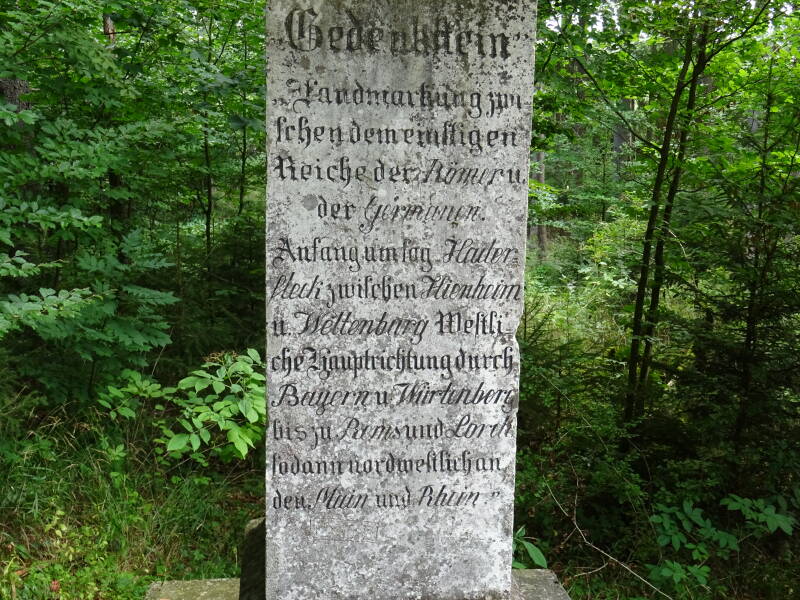 Gedenkstein
„Landmarkung zwi
schen dem einstigen
Reiche der Römer u
der Germanen.
Anfang um sog. Hader-
fleck zwischen Hienheim
u. Weltenburg Westli-
che Hauptrichtung durch
Bayern u Würtenberg
bis zu Rams und Lorch
sodann nordwestlich an
den Main und Rhein"